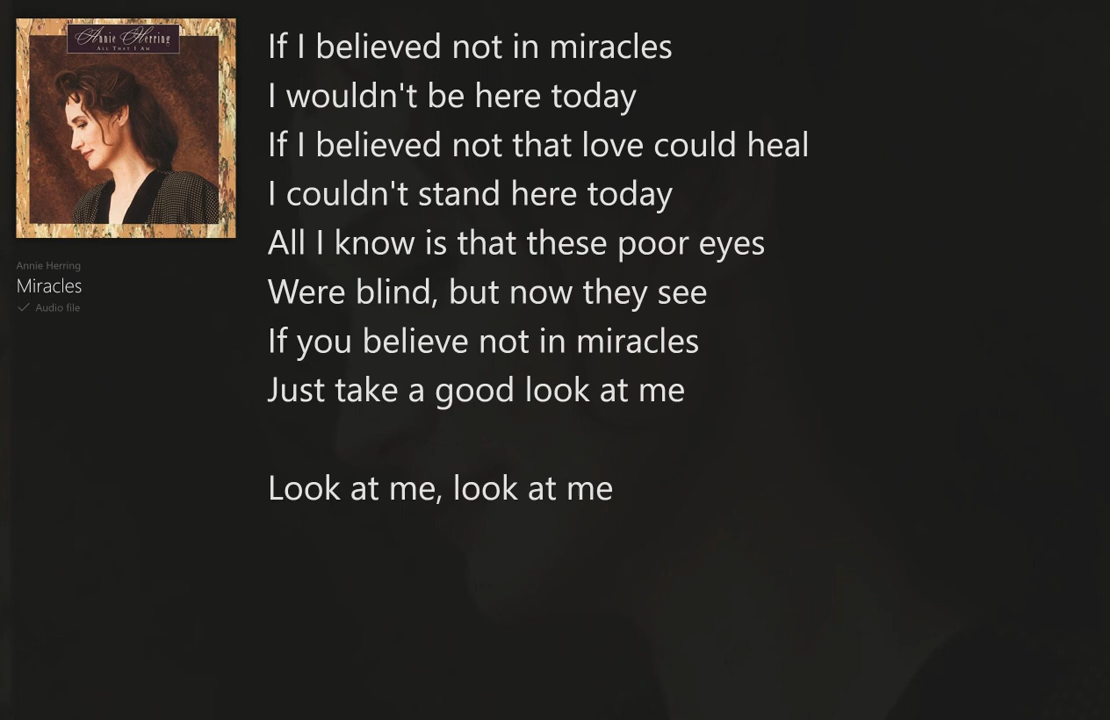 Annie Herring
ALL THAT I AM
Annie Herring
Miracles
Audio file
If I believed not in miracles
I wouldn't be here today
If I believed not that love could heal
I couldn't stand here today
All I know is that these poor eyes
Were blind, but now they see
If you believe not in miracles
Just take a good look at me
Look at me, look at me